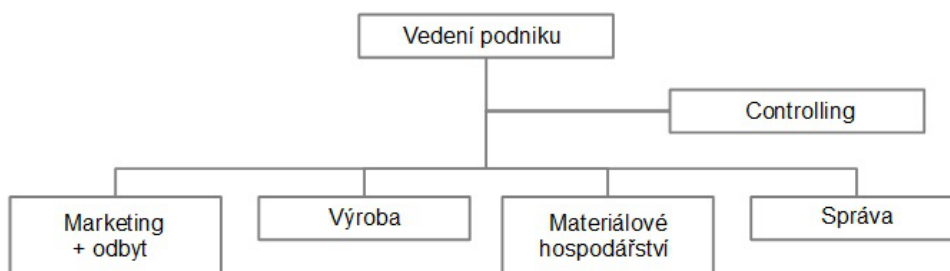 Vedení podniku
Controlling
Marketing
+ odbyt
Výroba
Materiálové
hospodářství
Správa